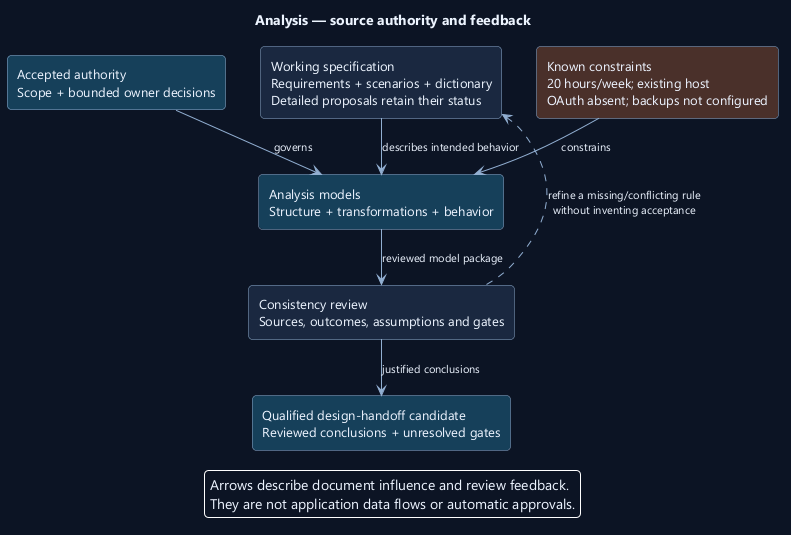 Analysis — source authority and feedback
Accepted authority
Scope + bounded owner decisions
Working specification
Requirements + scenarios + dictionary
Detailed proposals retain their status
Known constraints
20 hours/week; existing host
OAuth absent; backups not configured
governs
describes intended behavior
constrains
Analysis models
Structure + transformations + behavior
refine a missing/conflicting rule
without inventing acceptance
reviewed model package
Consistency review
Sources, outcomes, assumptions and gates
justified conclusions
Qualified design-handoff candidate
Reviewed conclusions + unresolved gates
Arrows describe document influence and review feedback.
They are not application data flows or automatic approvals.